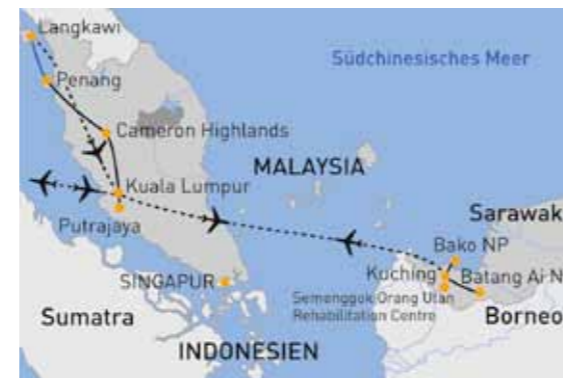 Langkawi
Südchinesisches Meer
Penang
Cameron Highlands
MALAYSIA
Kuala Lumpur
Putrajaya
Sarawak
Bako NP
Kuching
Batang Ai N
SINGAPUR
Semenggok Orang Utan
Rehabilitation Centre
Sumatra
Borneo
INDONESIEN